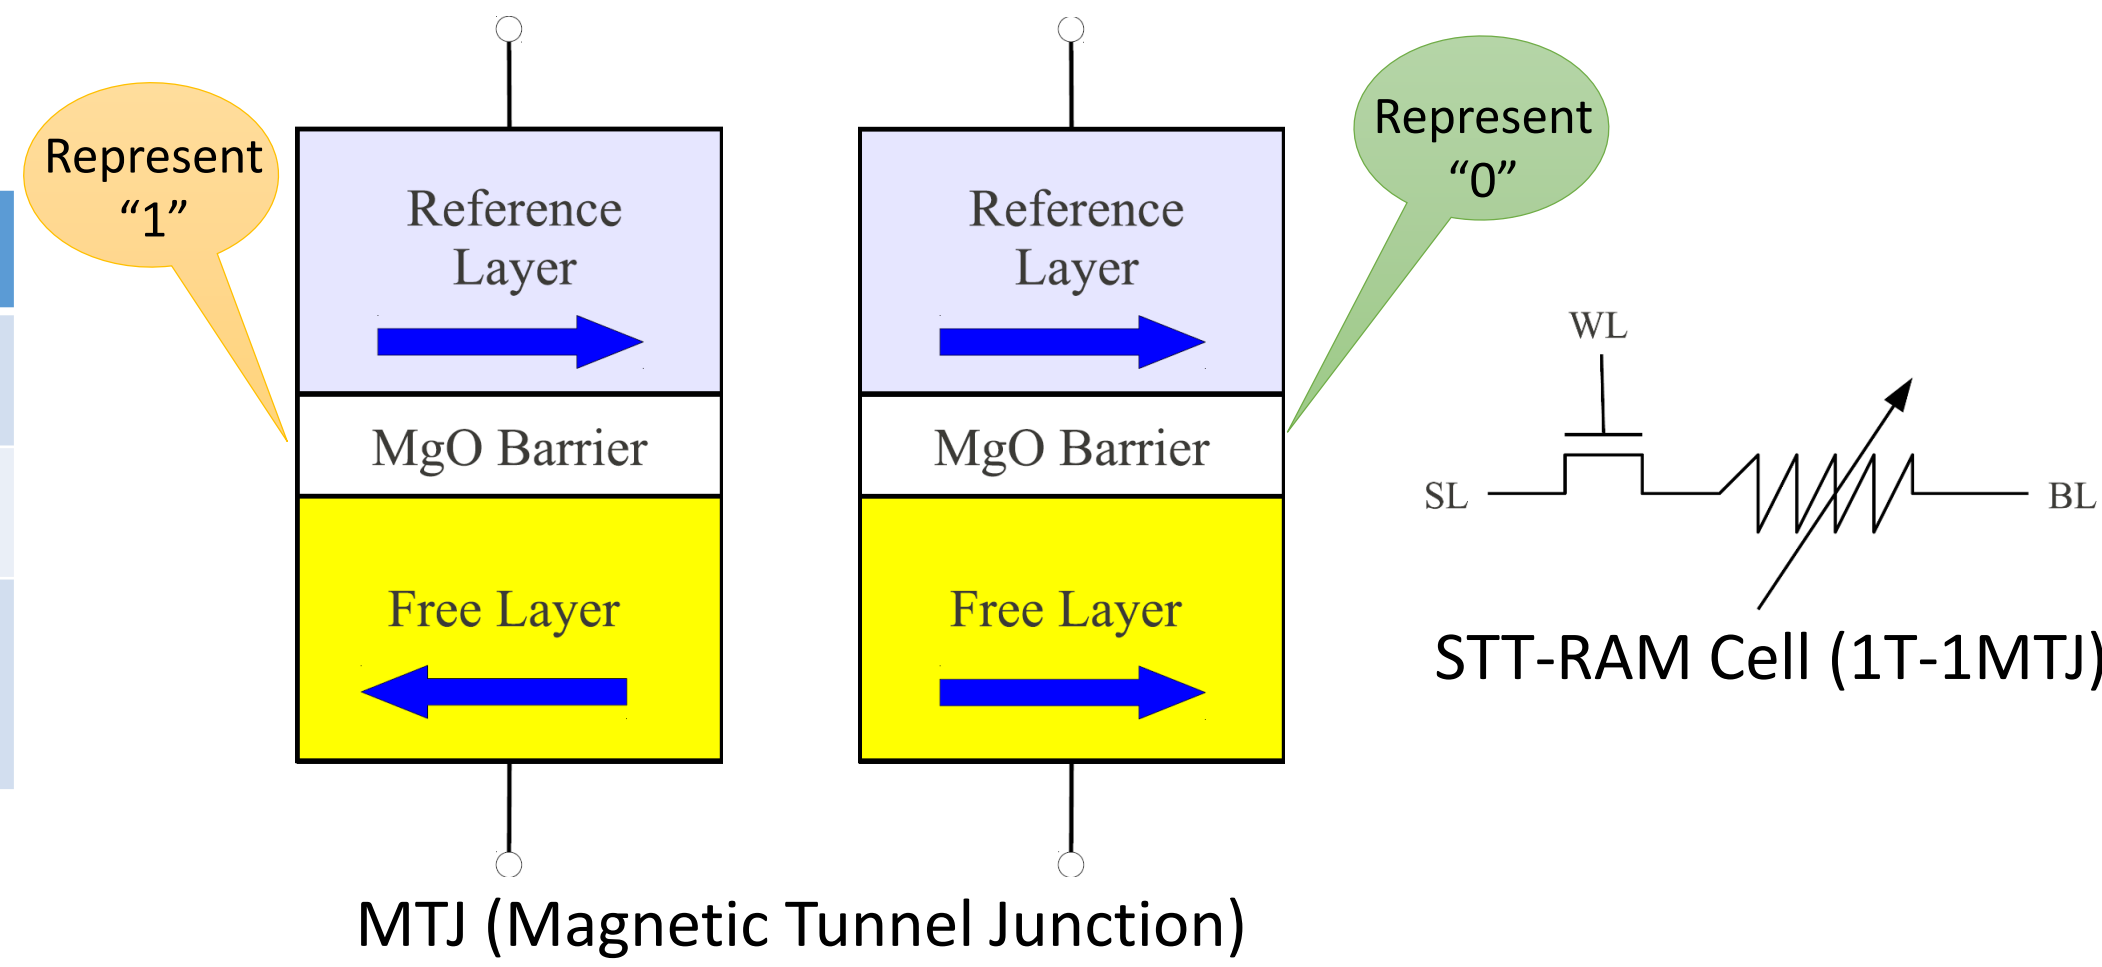 Represent
“1”
Reference
Layer
MgO Barrier
Free Layer
Reference
Layer
MgO Barrier
Free Layer
Represent
“0”
WL
SL
BL
STT-RAM Cell (1T-1MTJ)
MTJ (Magnetic Tunnel Junction)